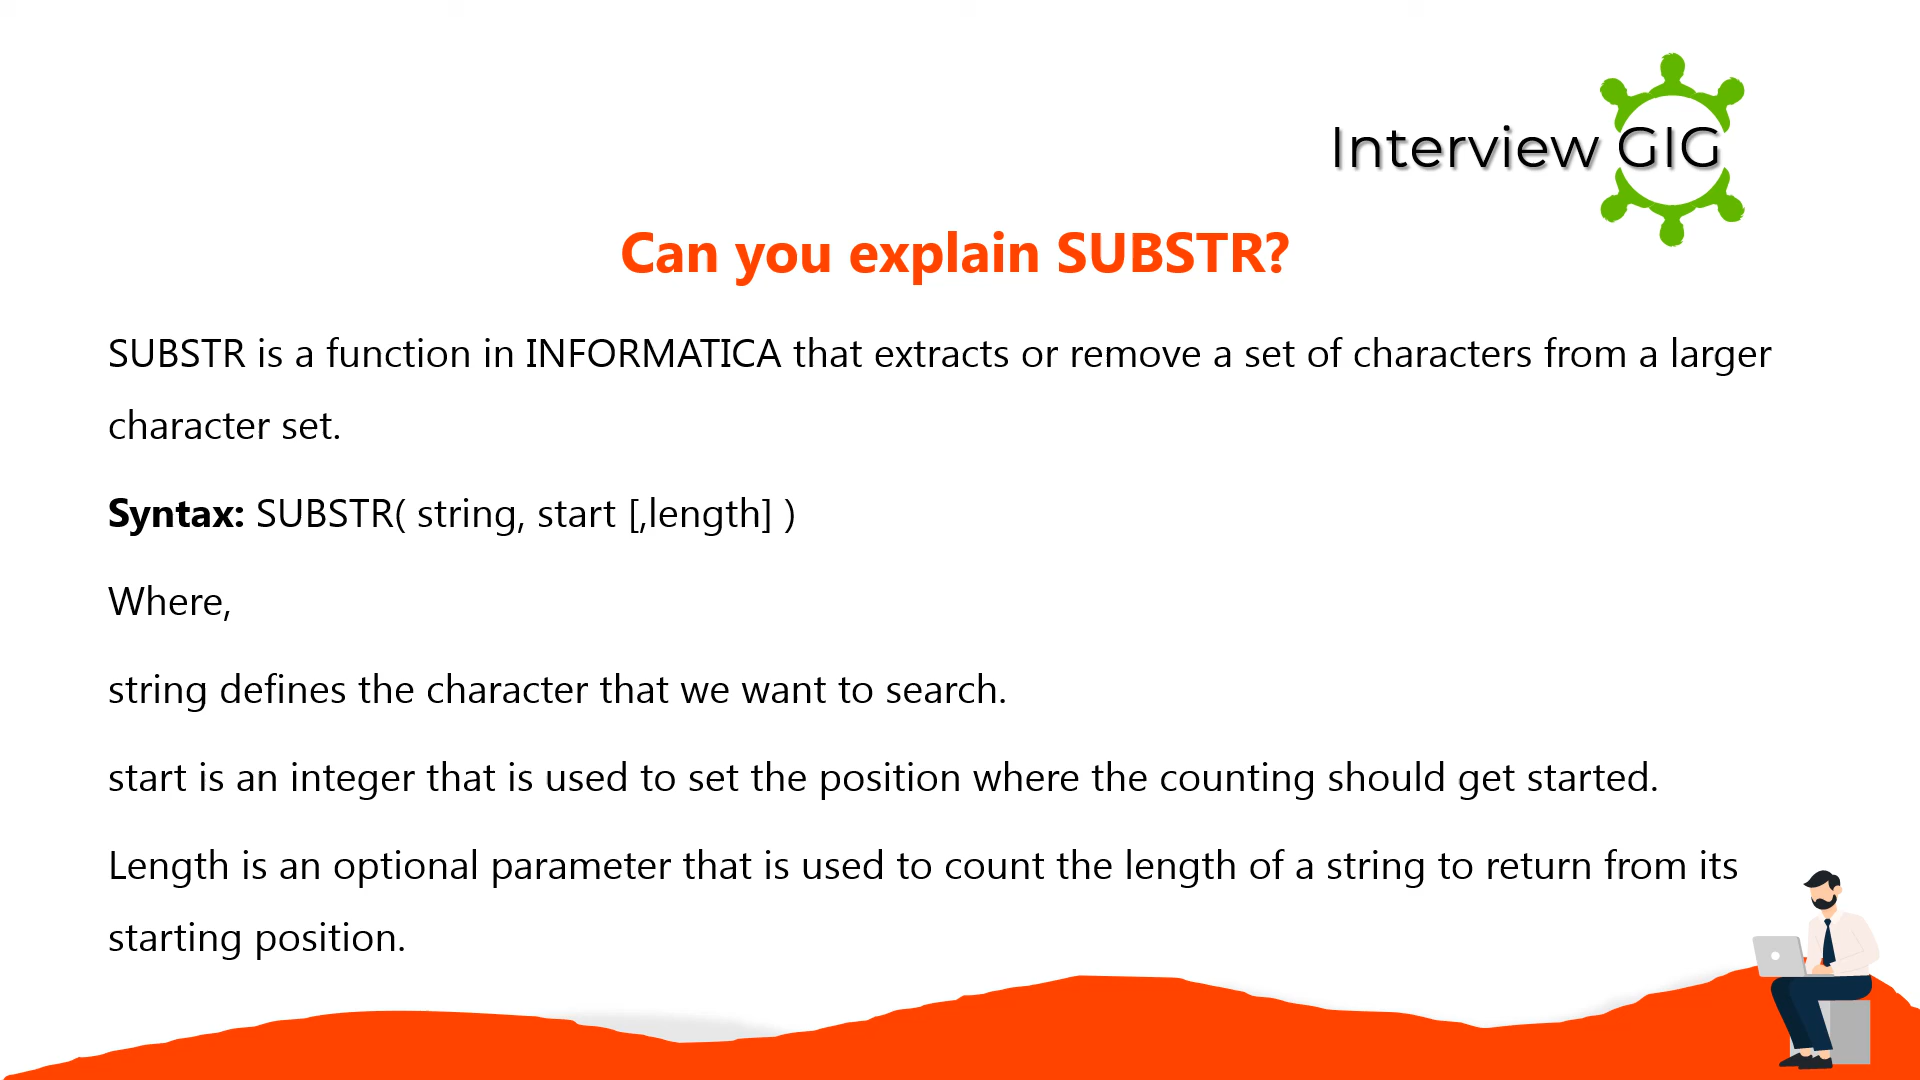 Interview GIG
Can you explain SUBSTR?
SUBSTR is a function in INFORMATICA that extracts or remove a set of characters from a larger
character set.
Syntax: SUBSTR( string, start [,length] )
Where,
string defines the character that we want to search.
start is an integer that is used to set the position where the counting should get started.
Length is an optional parameter that is used to count the length of a string to return from its
starting position.